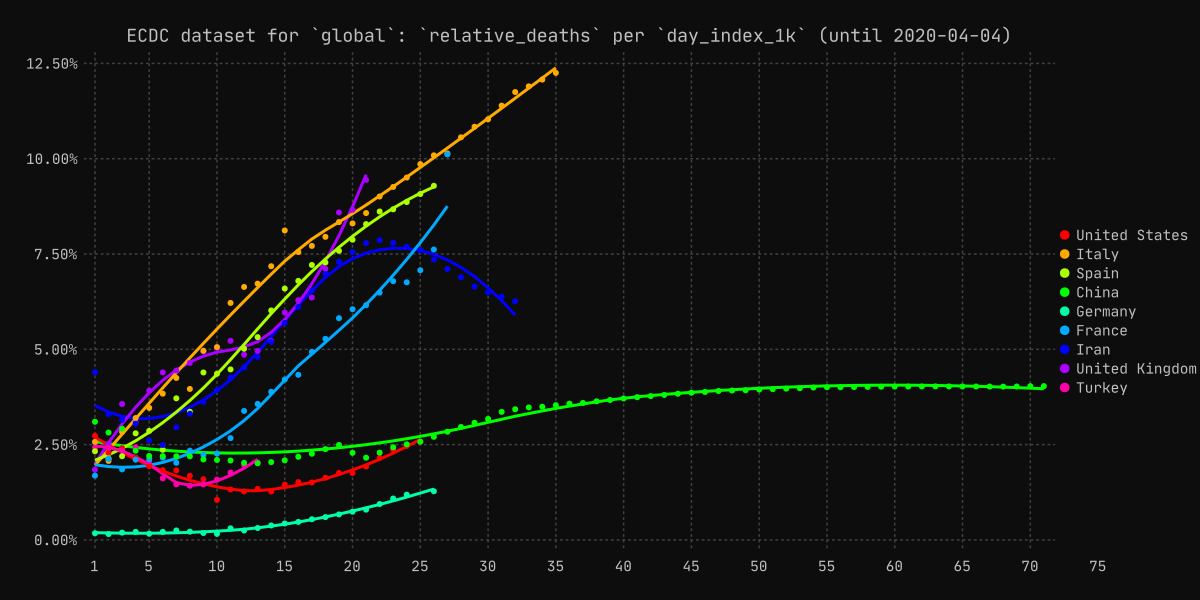 ECDC dataset for `global`: `relative_deaths` per `day_index_1k` (until 2020-04-04)
12.50%
10.00%
7.50%
5.00%
2.50%
0.00%
1 5 10 15 20 25 30 35 40 45 50 55 60 65 70 75
United States
Italy
Spain
China
Germany
France
Iran
United Kingdom
Turkey